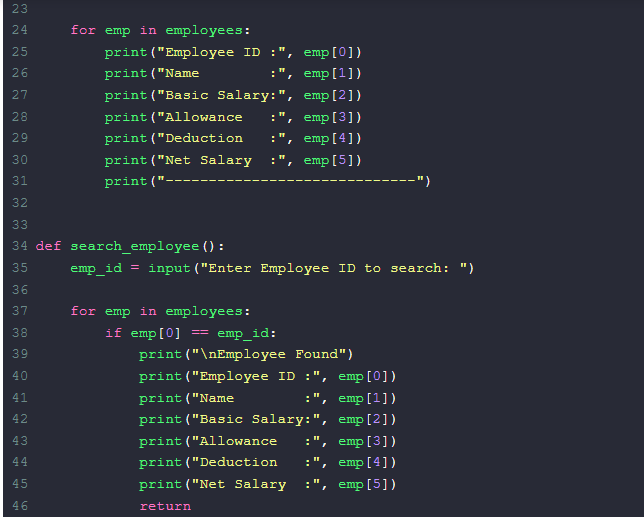 23
24     for emp in employees:
25         print("Employee ID :", emp[0])
26         print("Name        :", emp[1])
27         print("Basic Salary:", emp[2])
28         print("Allowance   :", emp[3])
29         print("Deduction   :", emp[4])
30         print("Net Salary  :", emp[5])
31         print("-----------------------------")
32
33
34 def search_employee():
35     emp_id = input("Enter Employee ID to search: ")
36
37     for emp in employees:
38         if emp[0] == emp_id:
39             print("\nEmployee Found")
40             print("Employee ID :", emp[0])
41             print("Name        :", emp[1])
42             print("Basic Salary:", emp[2])
43             print("Allowance   :", emp[3])
44             print("Deduction   :", emp[4])
45             print("Net Salary  :", emp[5])
46             return